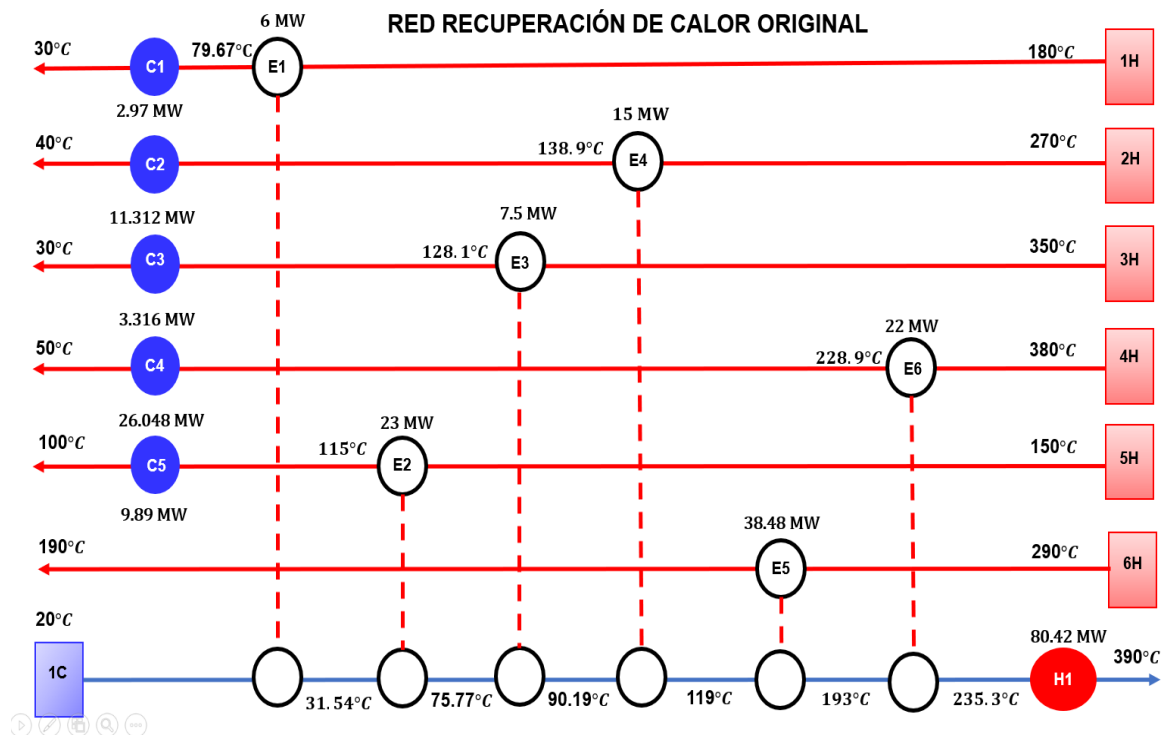 RED RECUPERACIÓN DE CALOR ORIGINAL
6 MW
30°C
C1
79.67°C
E1
180°C
1H
2.97 MW
15 MW
40°C
C2
138.9°C
E4
270°C
2H
11.312 MW
7.5 MW
30°C
C3
128.1°C
E3
350°C
3H
3.316 MW
22 MW
50°C
C4
228.9°C
E6
380°C
4H
26.048 MW
23 MW
100°C
C5
115°C
E2
150°C
5H
9.89 MW
38.48 MW
190°C
E5
290°C
6H
20°C
80.42 MW
1C
31.54°C
75.77°C
90.19°C
119°C
193°C
235.3°C
H1
390°C